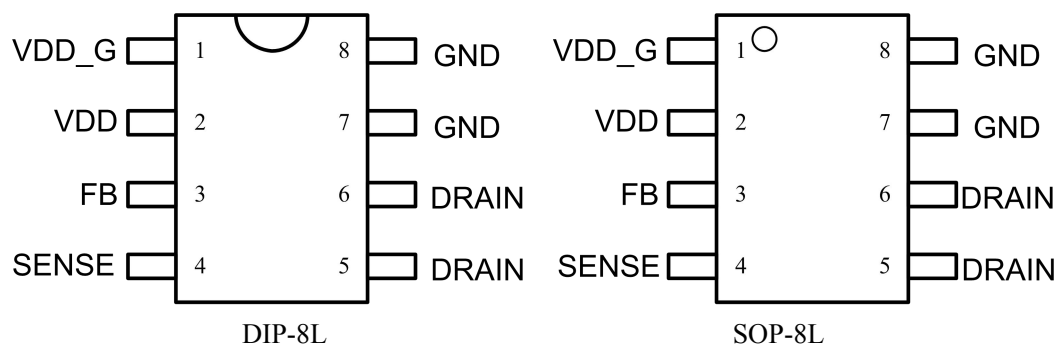 VDD_G 1 8 GND
VDD 2 7 GND
FB 3 6 DRAIN
SENSE 4 5 DRAIN
DIP-8L
VDD_G 1 8 GND
VDD 2 7 GND
FB 3 6 DRAIN
SENSE 4 5 DRAIN
SOP-8L